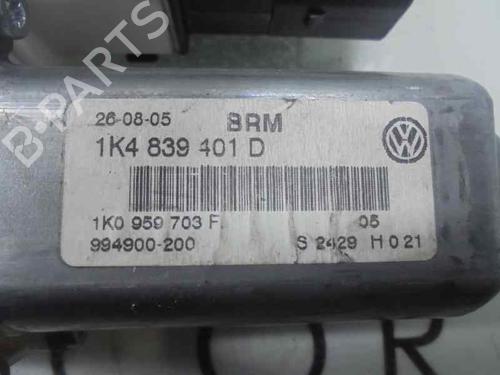 26-08-05 BRM
1K4 839 401 D
1K0 959 703 F 05
994900-200 S 2429 H 0 21
B-PARTS